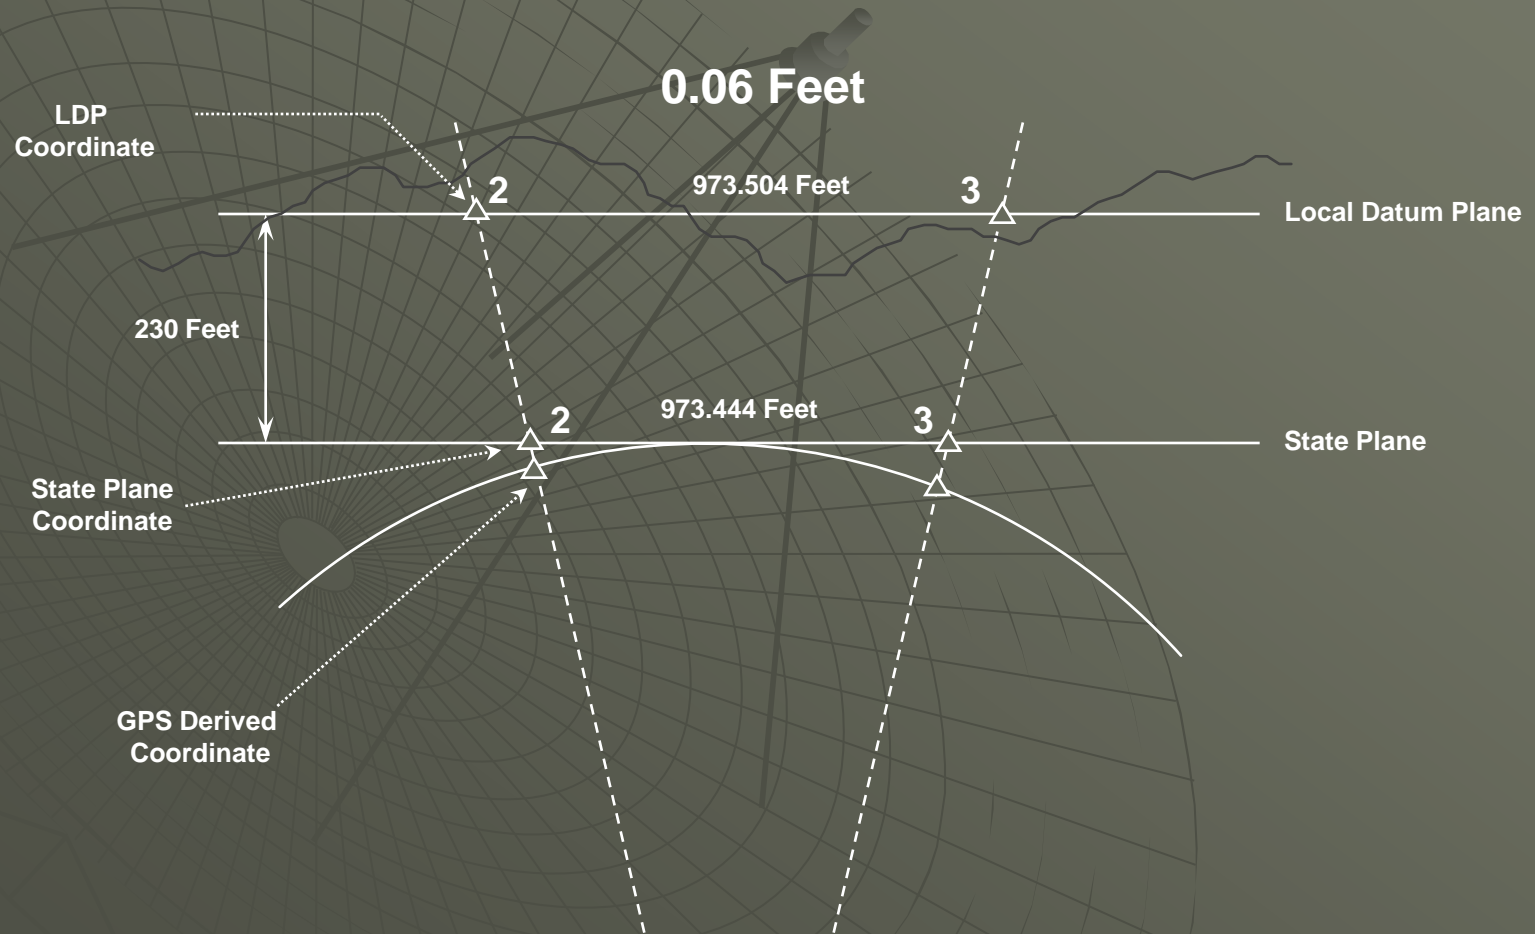 0.06 Feet
LDP
Coordinate
2
973.504 Feet
3
Local Datum Plane
230 Feet
2
973.444 Feet
3
State Plane
State Plane
Coordinate
GPS Derived
Coordinate